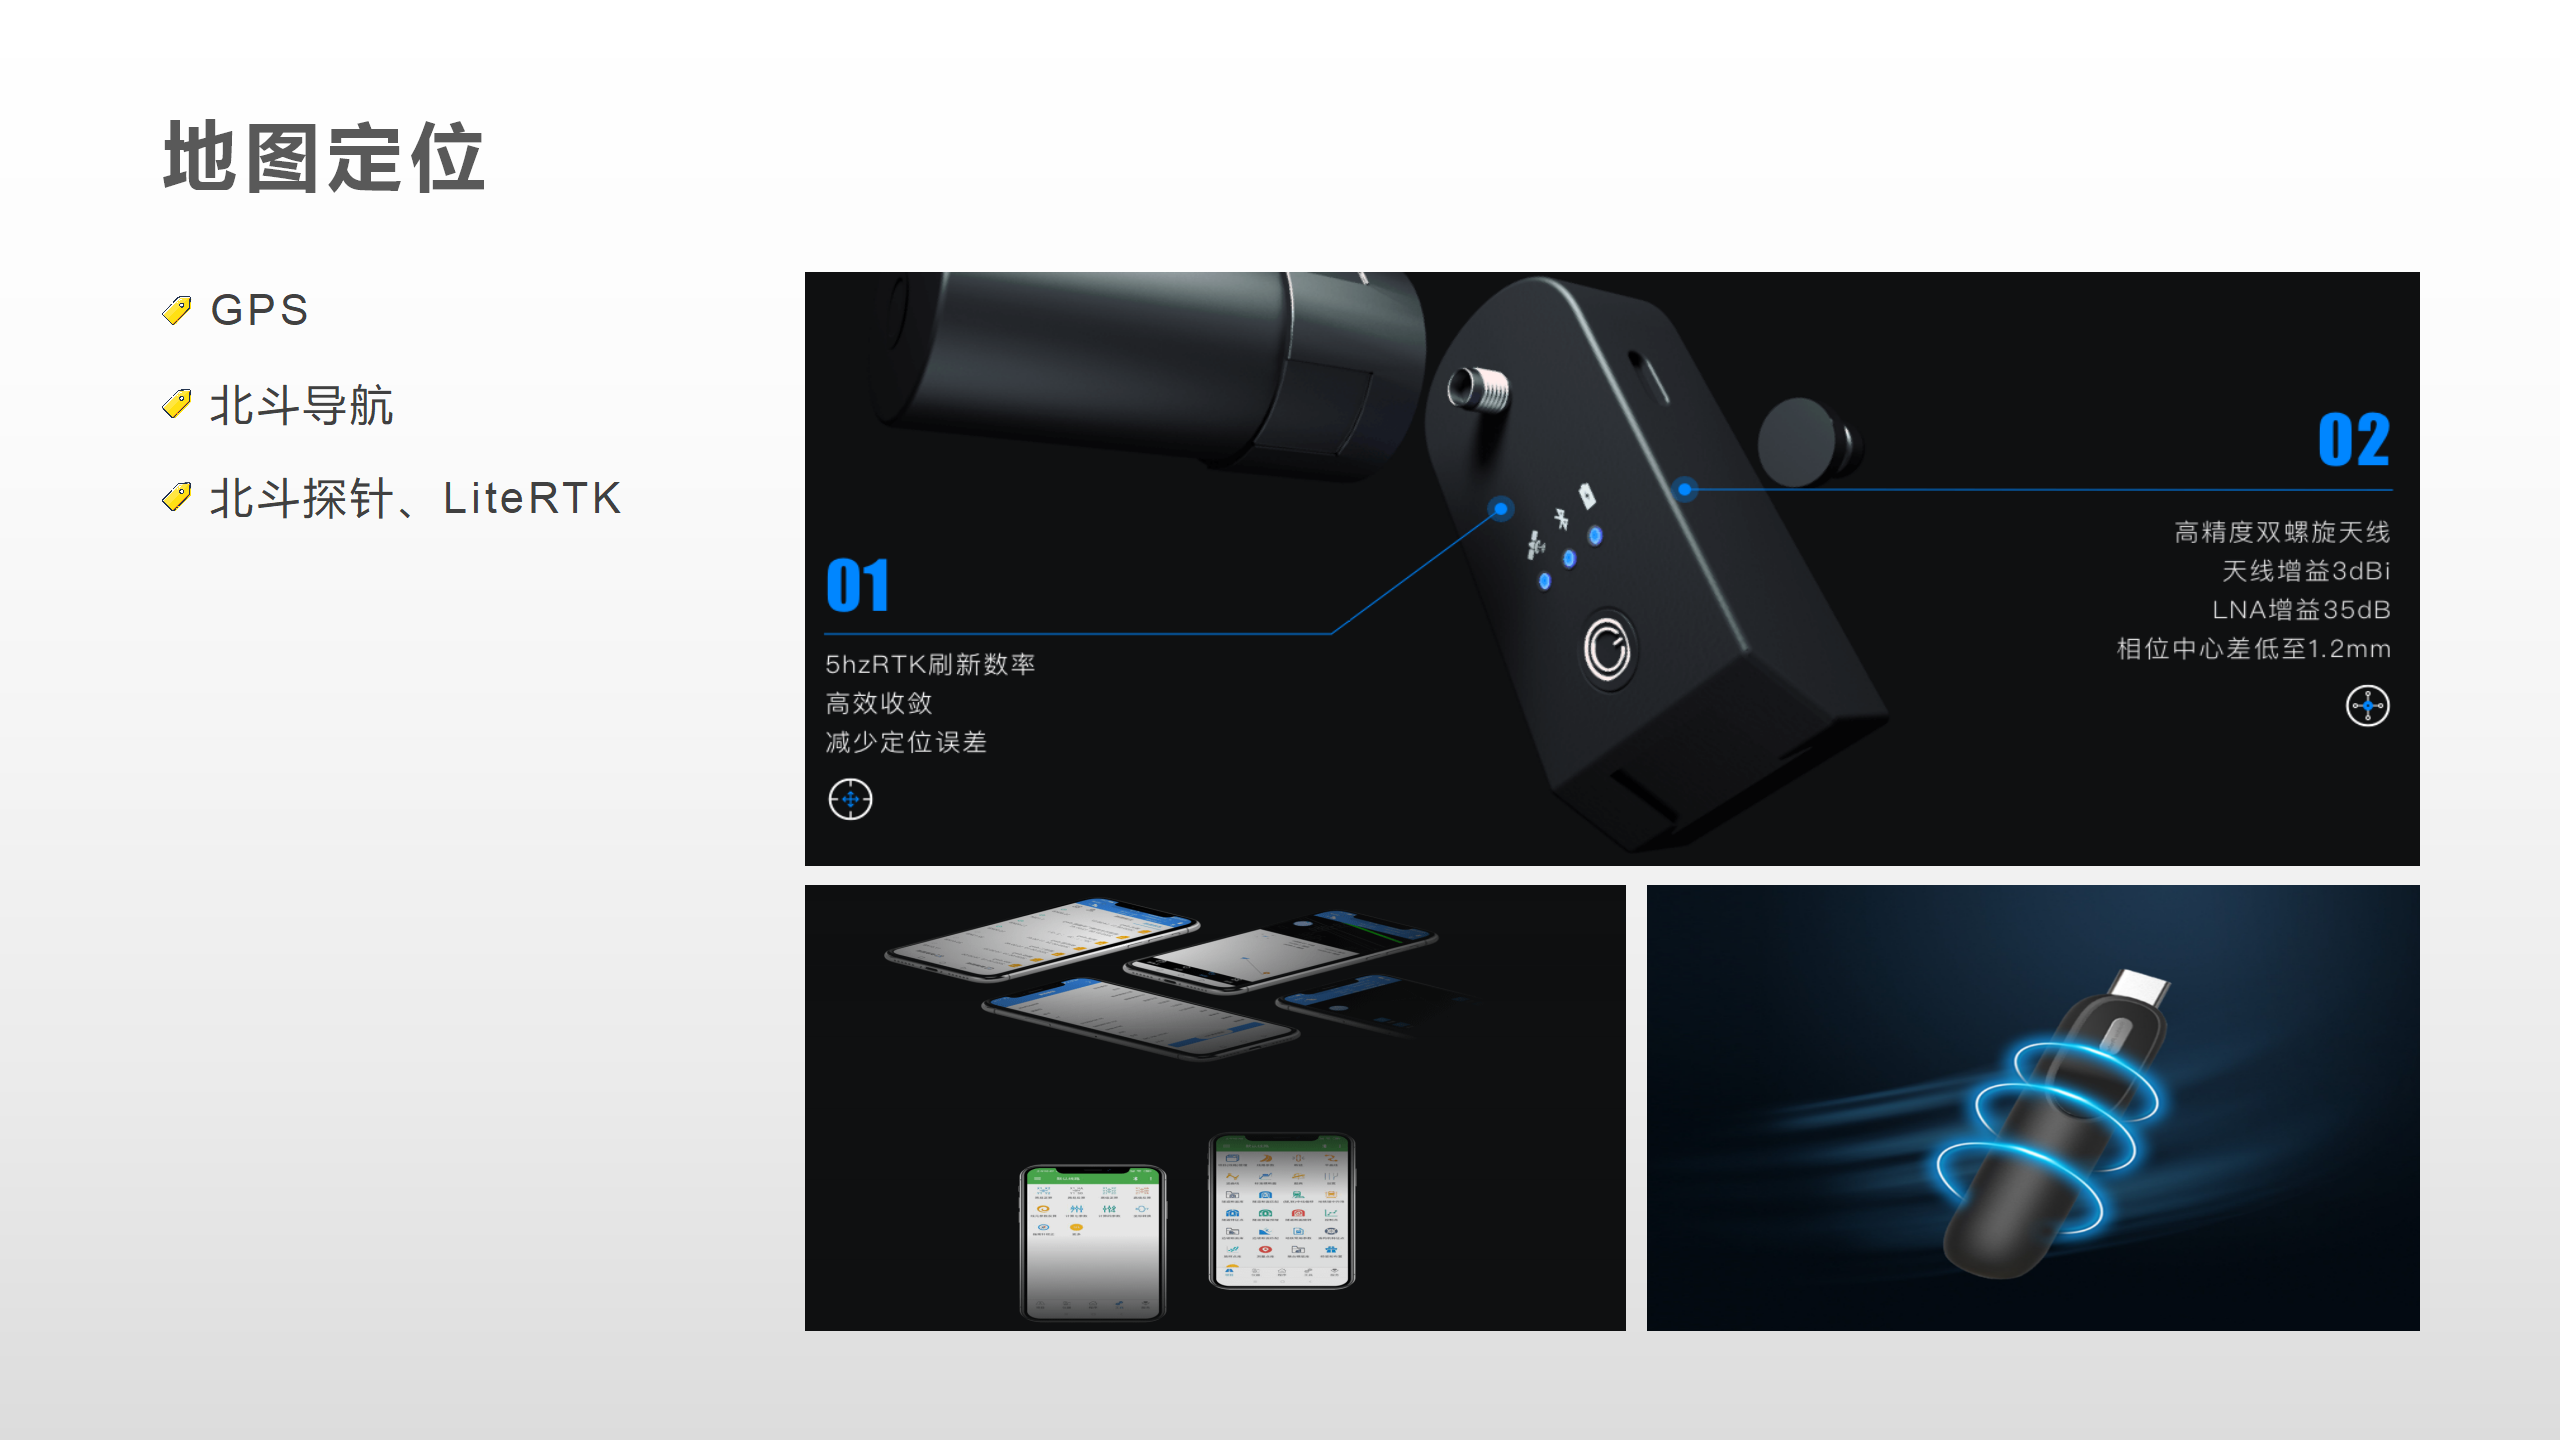 地图定位
GPS
北斗导航
北斗探针、LiteRTK
01
5hzRTK刷新数率
高效收敛
减少定位误差
02
高精度双螺旋天线
天线增益3dBi
LNA增益35dB
相位中心差低至1.2mm